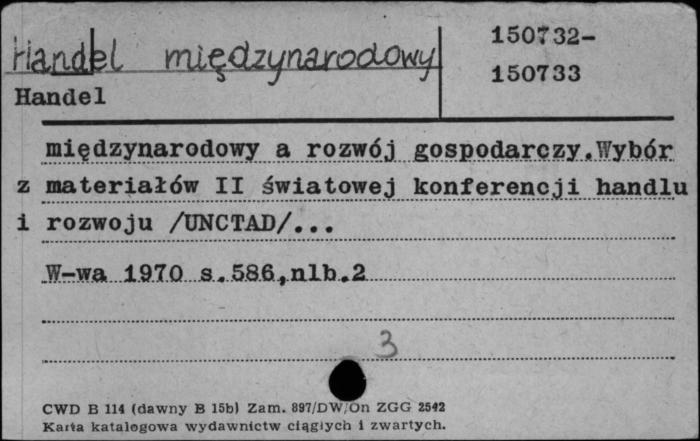 Handel międzynarodowy
150732-
150733
Handel
międzynarodowy a rozwój gospodarczy.Wybór
z materiałów II światowej konferencji handlu
i rozwoju /UNCTAD/...
W-wa 1970 s.586,nlb.2
3
CWD B 114 (dawny B 15b) Zam. 897/DW/On ZGG 2542
Karta katalogowa wydawnictw ciągłych i zwartych.